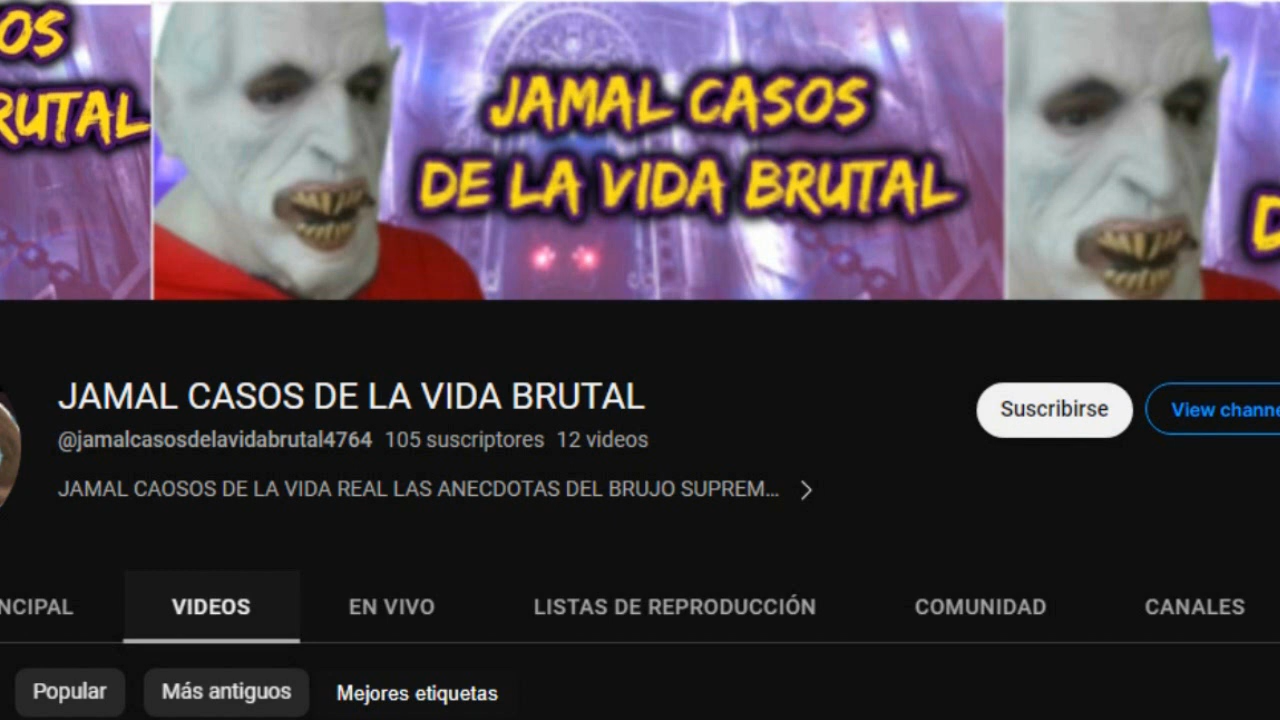 OS
RUTAL
JAMAL CASOS
DE LA VIDA BRUTAL
D
JAMAL CASOS DE LA VIDA BRUTAL
@jamalcasosdelavidabrutal4764 105 suscriptores 12 videos
JAMAL CAOSOS DE LA VIDA REAL LAS ANECDOTAS DEL BRUJO SUPREM...
Suscribirse
View channe
NCIPAL VIDEOS EN VIVO LISTAS DE REPRODUCCIÓN COMUNIDAD CANALES
Popular Más antiguos Mejores etiquetas